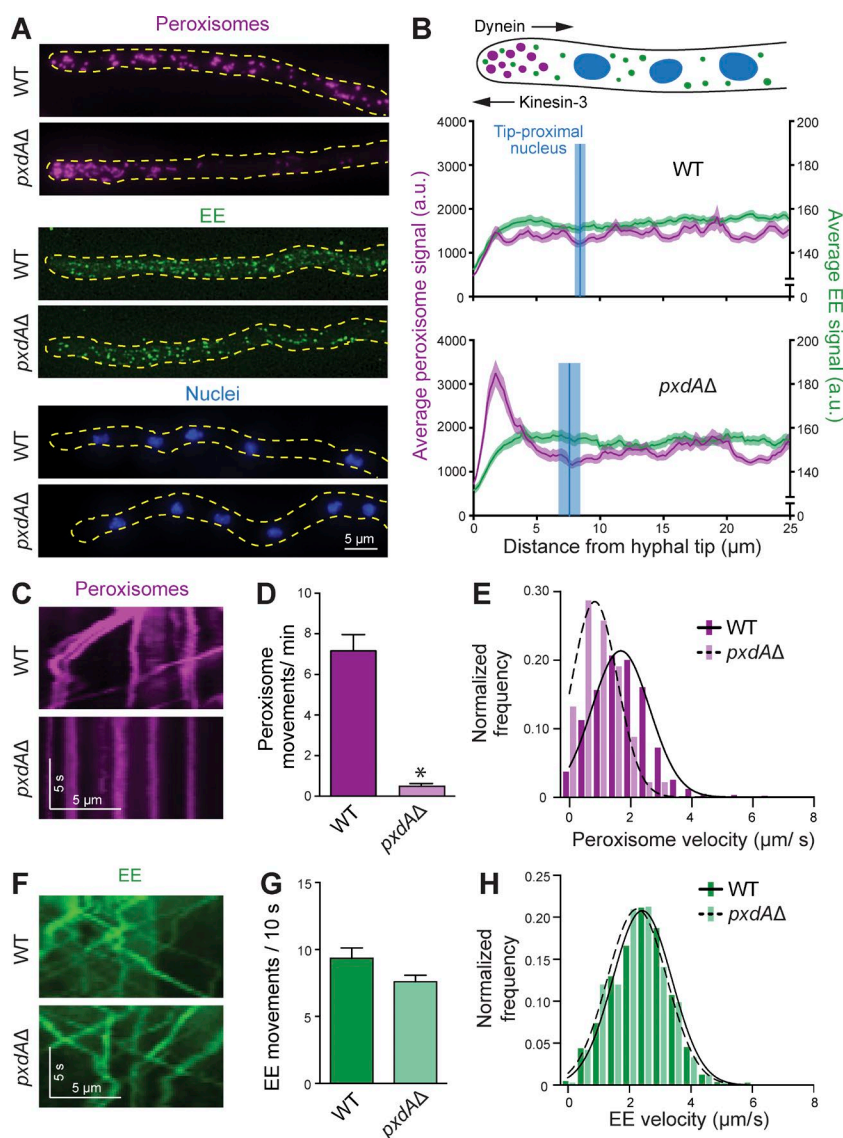 A
Peroxisomes
WT
pxdAΔ
EE
WT
pxdAΔ
Nuclei
WT
pxdAΔ
5 µm
B
Dynein
Kinesin-3
Tip-proximal
nucleus
WT
4000
3000
2000
1000
0
200
180
160
140
0
pxdAΔ
4000
3000
2000
1000
0
200
180
160
140
0
Average peroxisome signal (a.u.)
Average EE signal (a.u.)
0 5 10 15 20 25
Distance from hyphal tip (µm)
C
Peroxisomes
WT
pxdAΔ
5 s
5 µm
D
Peroxisome
movements/ min
10
8
6
4
2
0
*
WT
pxdAΔ
E
Normalized
frequency
0.30
0.20
0.10
0
WT
pxdAΔ
0 2 4 6 8
Peroxisome velocity (µm/ s)
F
EE
WT
pxdAΔ
5 s
5 µm
G
EE movements / 10 s
15
10
5
0
WT
pxdAΔ
H
Normalized
frequency
0.25
0.20
0.15
0.10
0.05
0
WT
pxdAΔ
0 2 4 6 8
EE velocity (µm/s)